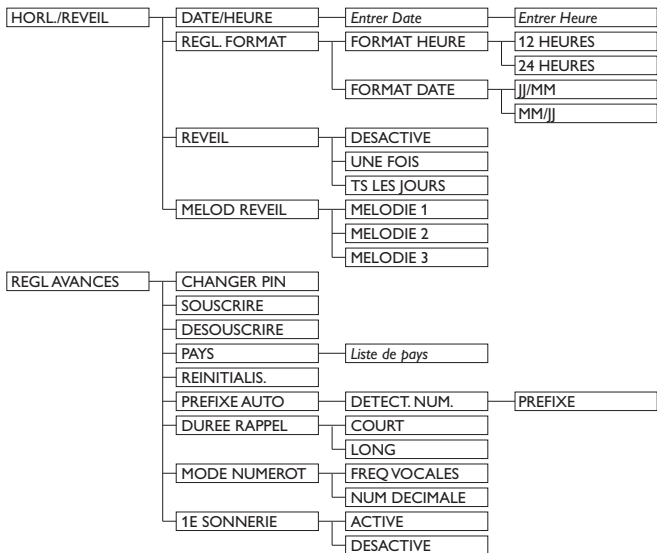 HORL./REVEIL DATE/HEURE Entrer Date Entrer Heure
REGL. FORMAT FORMAT HEURE 12 HEURES
24 HEURES
FORMAT DATE JJ/MM
MM/JJ
REVEIL DESACTIVE
UNE FOIS
TS LES JOURS
MELOD REVEIL MELODIE 1
MELODIE 2
MELODIE 3
REGL AVANCES CHANGER PIN
SOUSCRIRE
DESOUSCRIRE
PAYS Liste de pays
REINITIALIS.
PREFIXE AUTO DETECT. NUM. PREFIXE
DUREE RAPPEL COURT
LONG
MODE NUMEROT FREQ VOCALES
NUM DECIMALE
1E SONNERIE ACTIVE
DESACTIVE